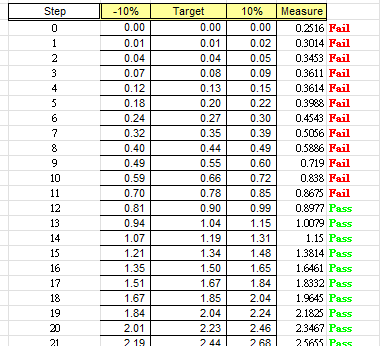 Step -10% Target 10% Measure
0 0.00 0.00 0.00 0.2516 Fail
1 0.01 0.01 0.02 0.3014 Fail
2 0.04 0.04 0.05 0.3453 Fail
3 0.07 0.08 0.09 0.3611 Fail
4 0.12 0.13 0.15 0.3614 Fail
5 0.18 0.20 0.22 0.3988 Fail
6 0.24 0.27 0.30 0.4543 Fail
7 0.32 0.35 0.39 0.5056 Fail
8 0.40 0.44 0.49 0.5886 Fail
9 0.49 0.55 0.60 0.719 Fail
10 0.59 0.66 0.72 0.838 Fail
11 0.70 0.78 0.85 0.8675 Fail
12 0.81 0.90 0.99 0.8977 Pass
13 0.94 1.04 1.15 1.0079 Pass
14 1.07 1.19 1.31 1.15 Pass
15 1.21 1.34 1.48 1.3814 Pass
16 1.35 1.50 1.65 1.6461 Pass
17 1.51 1.67 1.84 1.8332 Pass
18 1.67 1.85 2.04 1.9645 Pass
19 1.84 2.04 2.24 2.1825 Pass
20 2.01 2.23 2.46 2.3467 Pass
21 2.19 2.44 2.68 2.5655 Pass